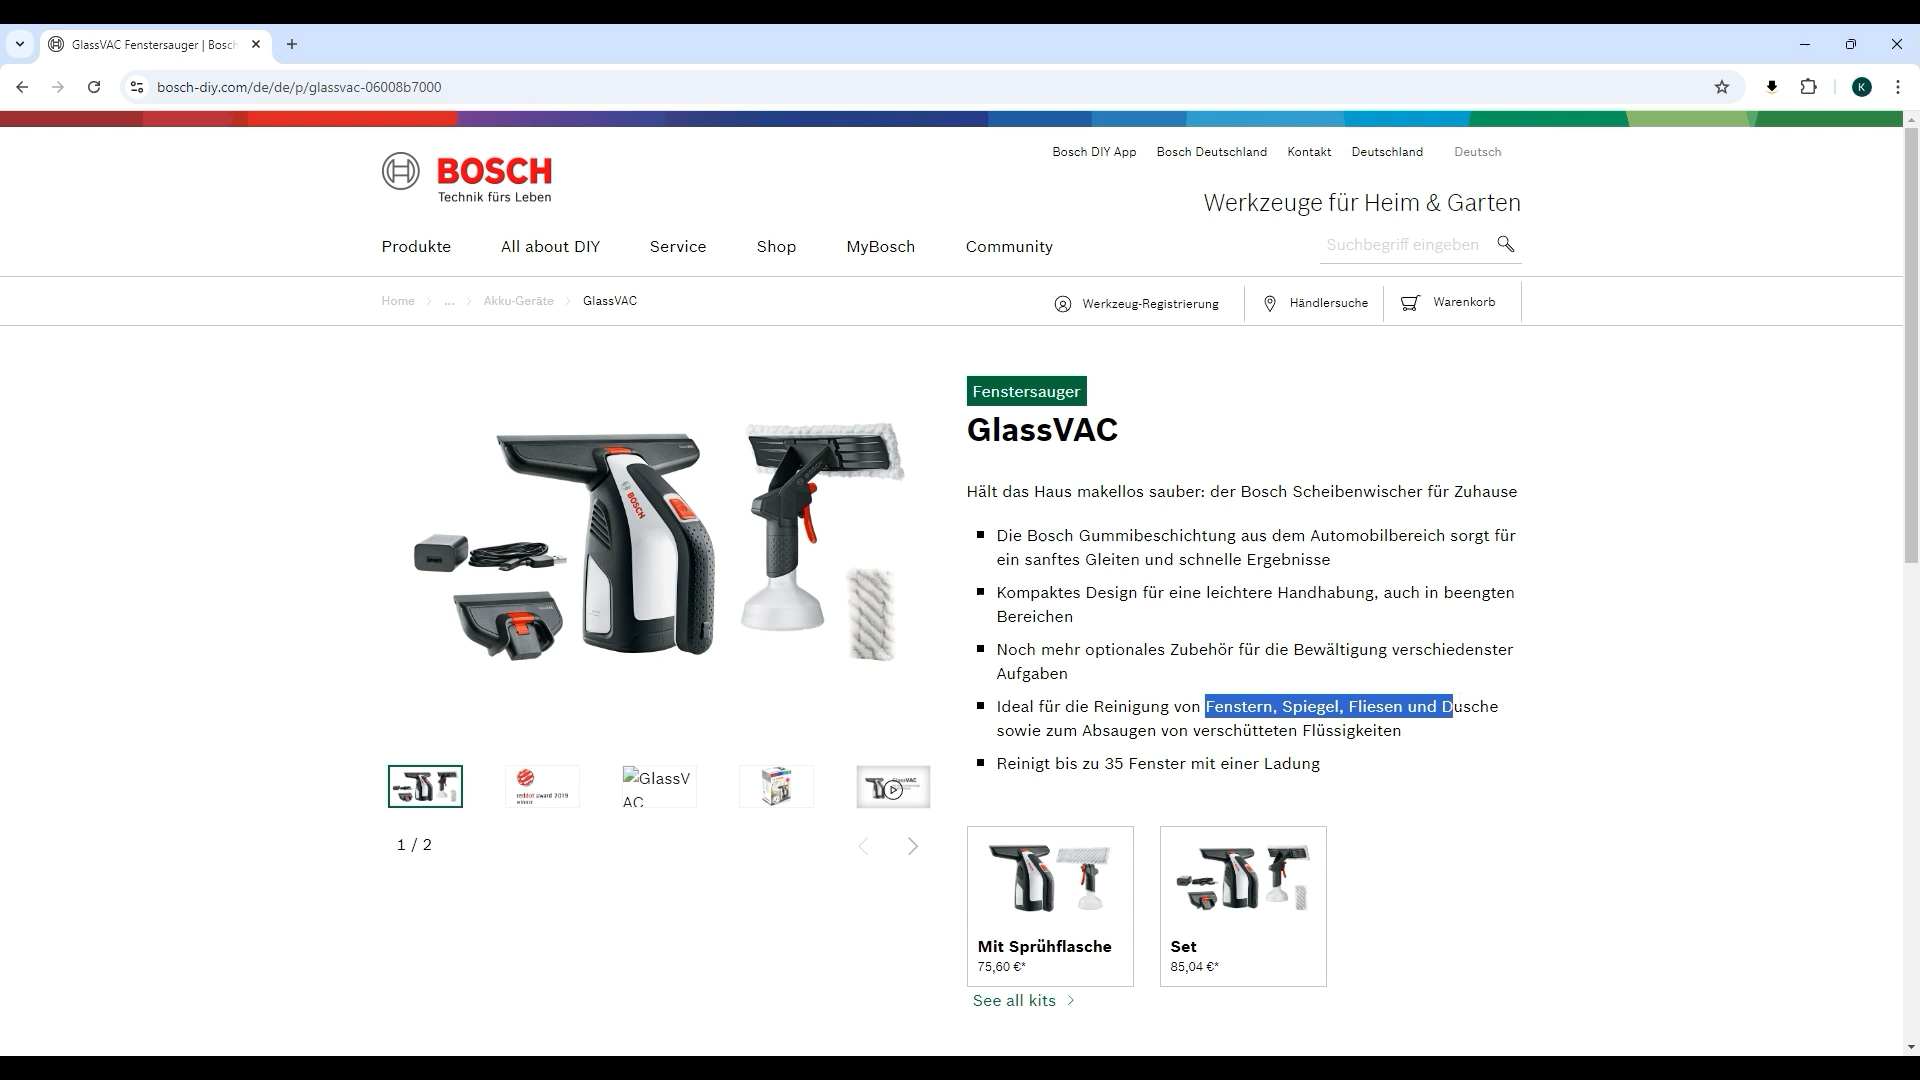 GlassVAC Fenstersauger | Bosch
bosch-diy.com/de/de/p/glassvac-06008b7000
K
Bosch DIY App Bosch Deutschland Kontakt Deutschland Deutsch
BOSCH
Technik fürs Leben
Werkzeuge für Heim & Garten
Produkte All about DIY Service Shop MyBosch Community
Suchbegriff eingeben
Home ... Akku-Geräte GlassVAC
Werkzeug-Registrierung Händlersuche Warenkorb
Fenstersauger
GlassVAC
Hält das Haus makellos sauber: der Bosch Scheibenwischer für Zuhause
Die Bosch Gummibeschichtung aus dem Automobilbereich sorgt für
ein sanftes Gleiten und schnelle Ergebnisse
Kompaktes Design für eine leichtere Handhabung, auch in beengten
Bereichen
Noch mehr optionales Zubehör für die Bewältigung verschiedenster
Aufgaben
Ideal für die Reinigung von Fenstern, Spiegel, Fliesen und Dusche
sowie zum Absaugen von verschütteten Flüssigkeiten
Reinigt bis zu 35 Fenster mit einer Ladung
BOSCH
reddot award 2019
winner
GlassV
AC
GlassVAC
1 / 2
Mit Sprühflasche
75,60 €*
Set
85,04 €*
See all kits